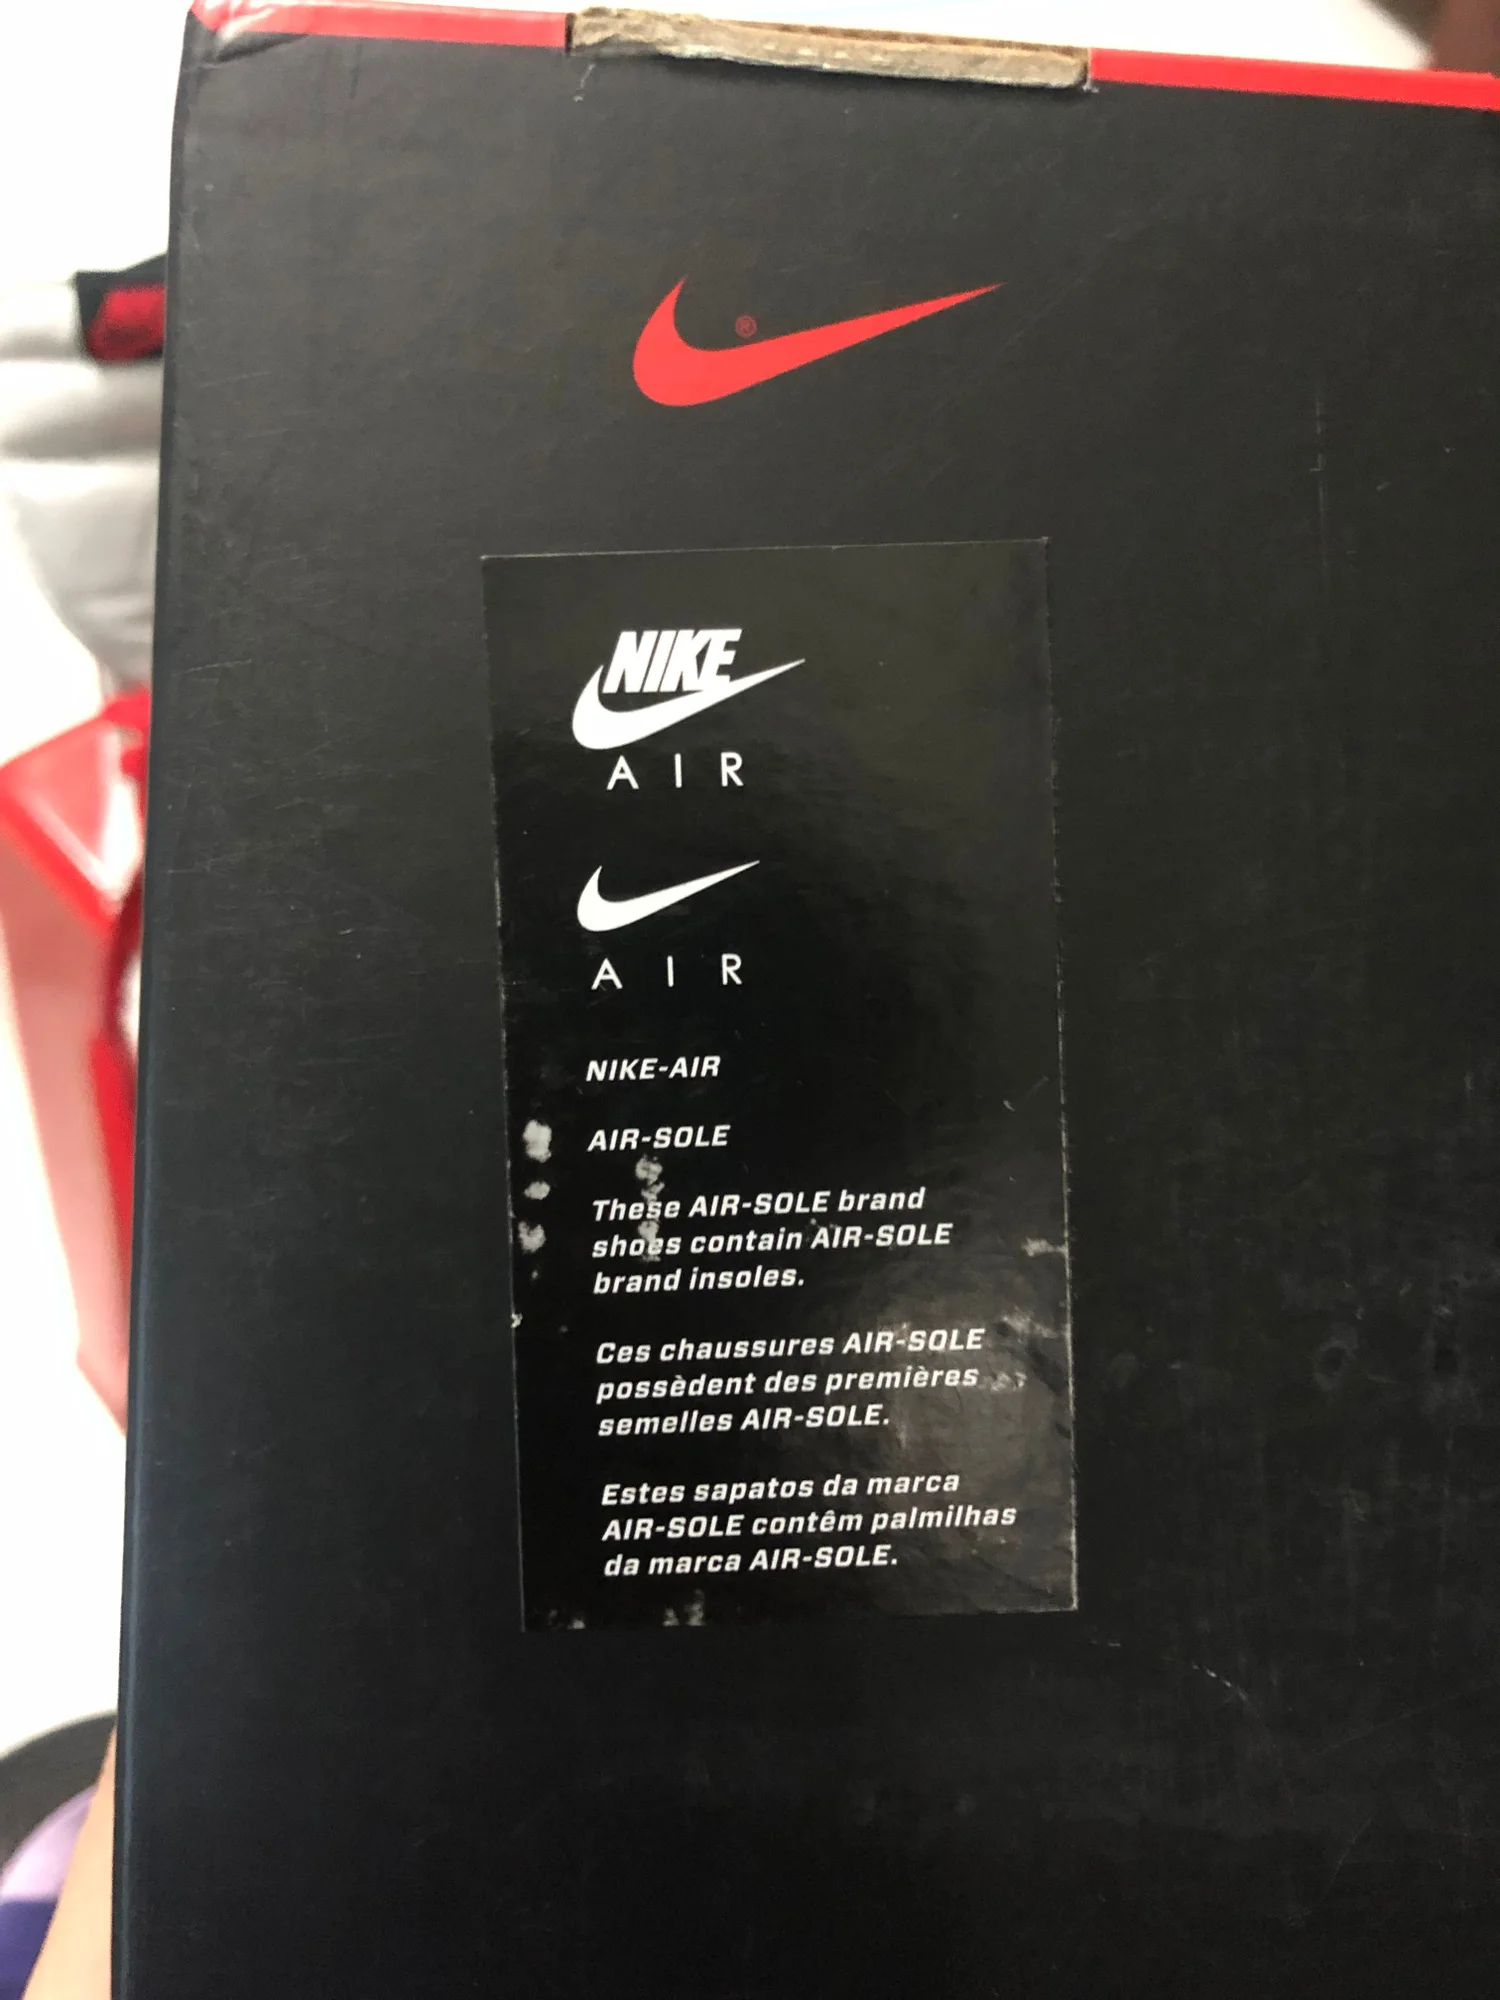 ®
NIKE
AIR
AIR
NIKE-AIR
AIR-SOLE
These AIR-SOLE brand
shoes contain AIR-SOLE
brand insoles.
Ces chaussures AIR-SOLE
possèdent des premières
semelles AIR-SOLE.
Estes sapatos da marca
AIR-SOLE contêm palmilhas
da marca AIR-SOLE.